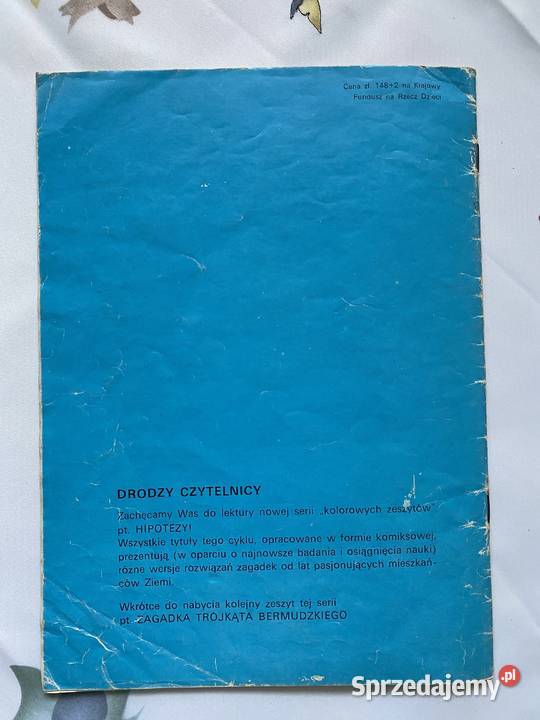 Cena zł. 148+2 na Krajowy
Fundusz na Rzecz Dzieci
DRODZY CZYTELNICY
Zachęcamy Was do lektury nowej serii „kolorowych zeszytów”
pt. HIPOTEZY!
Wszystkie tytuły tego cyklu, opracowane w formie komiksowej,
prezentują (w oparciu o najnowsze badania i osiągnięcia nauki)
różne wersje rozwiązań zagadek od lat pasjonujących mieszkań-
ców Ziemi.
Wkrótce do nabycia kolejny zeszyt tej serii
pt. ZAGADKA TRÓJKĄTA BERMUDZKIEGO
Sprzedajemy.pl